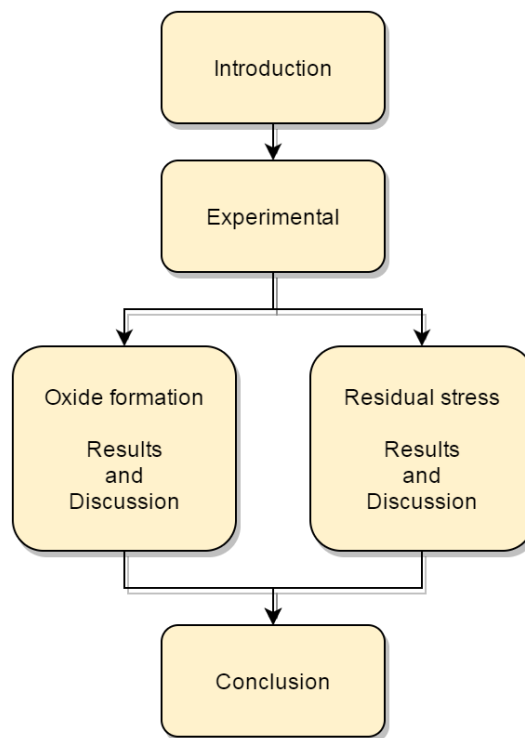 Introduction
Experimental
Oxide formation
Results
and
Discussion
Residual stress
Results
and
Discussion
Conclusion